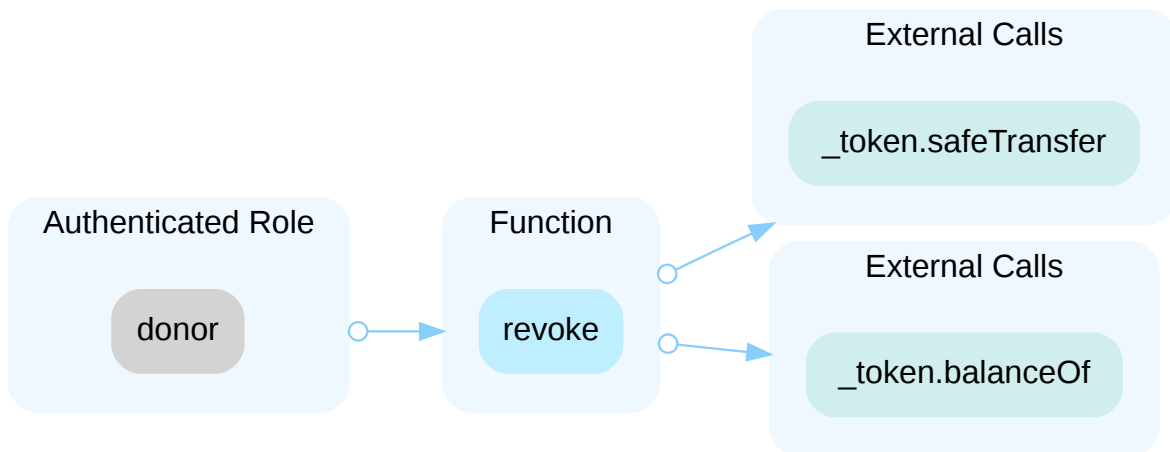 Authenticated Role
donor
Function
revoke
External Calls
_token.safeTransfer
External Calls
_token.balanceOf